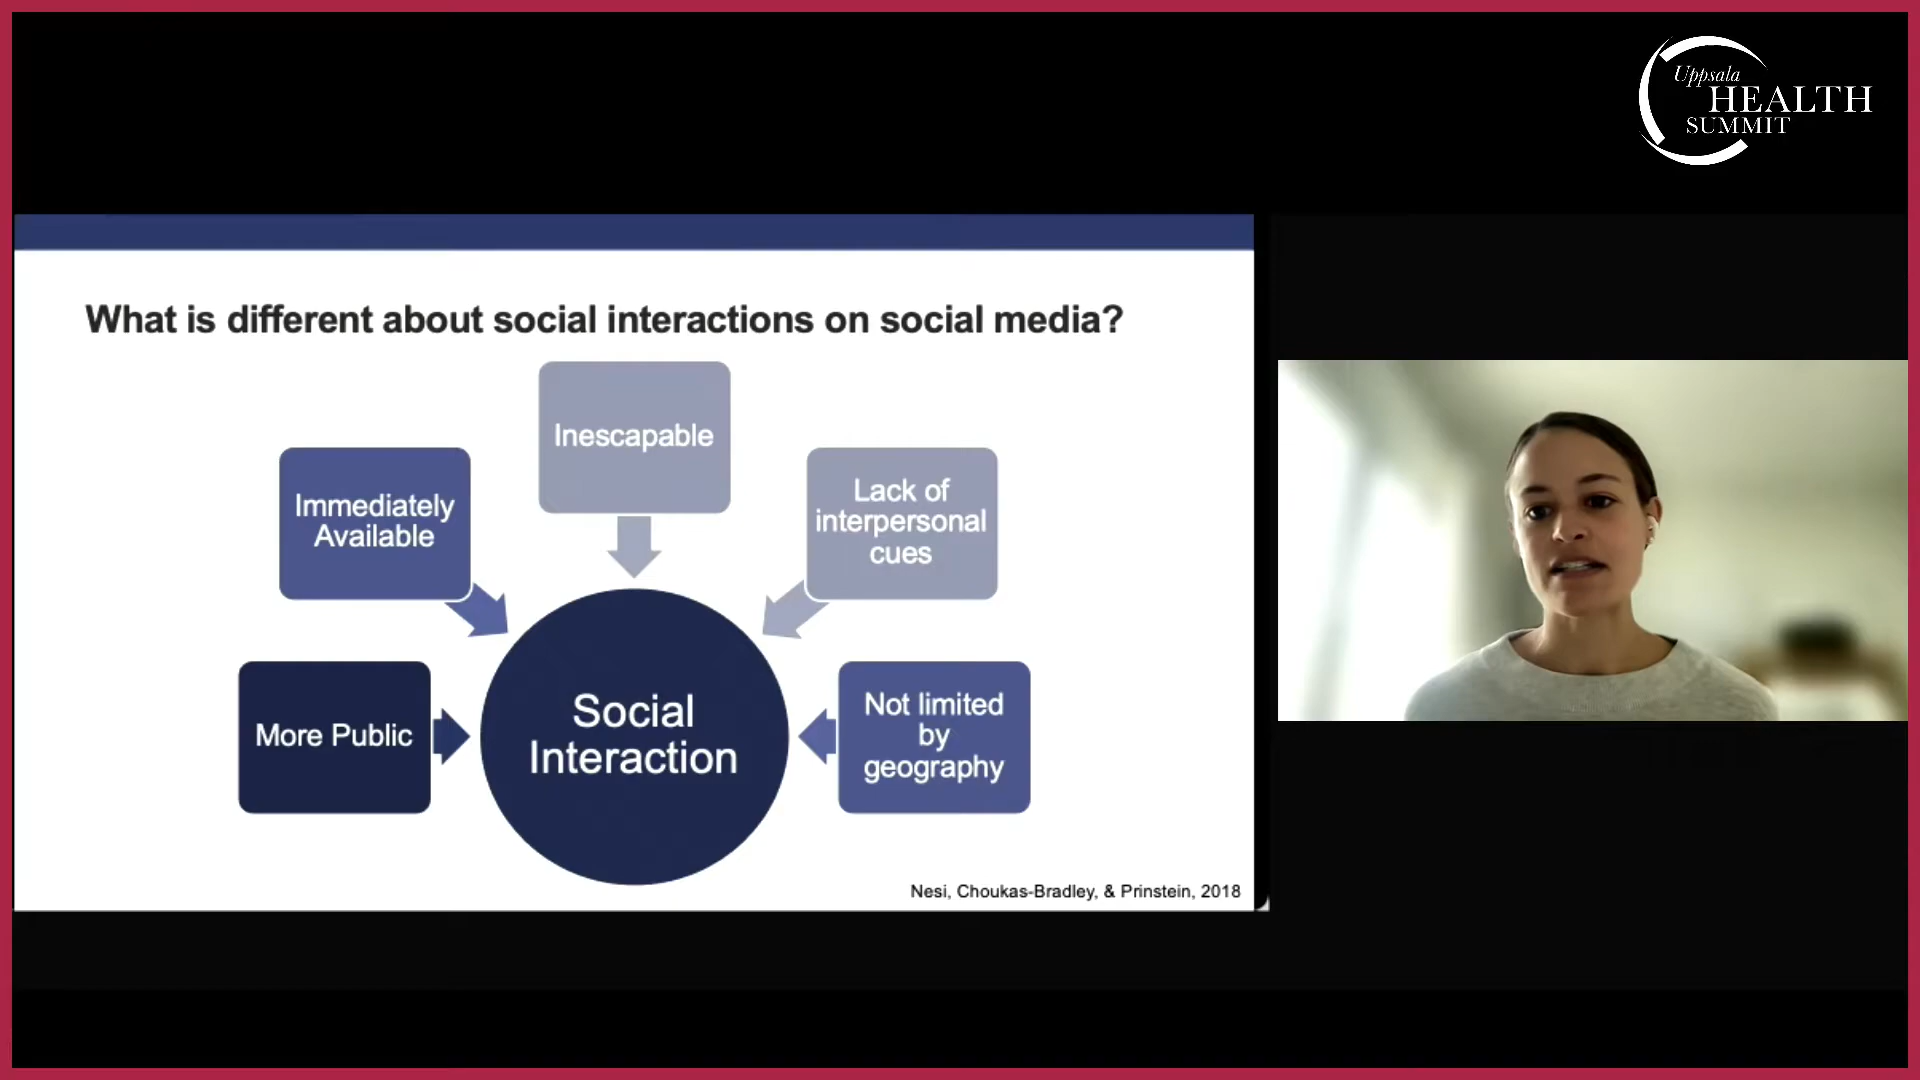 Uppsala
HEALTH
SUMMIT
What is different about social interactions on social media?
Inescapable
Immediately
Available
Lack of
interpersonal
cues
More Public
Social
Interaction
Not limited
by
geography
Nesi, Choukas-Bradley, & Prinstein, 2018